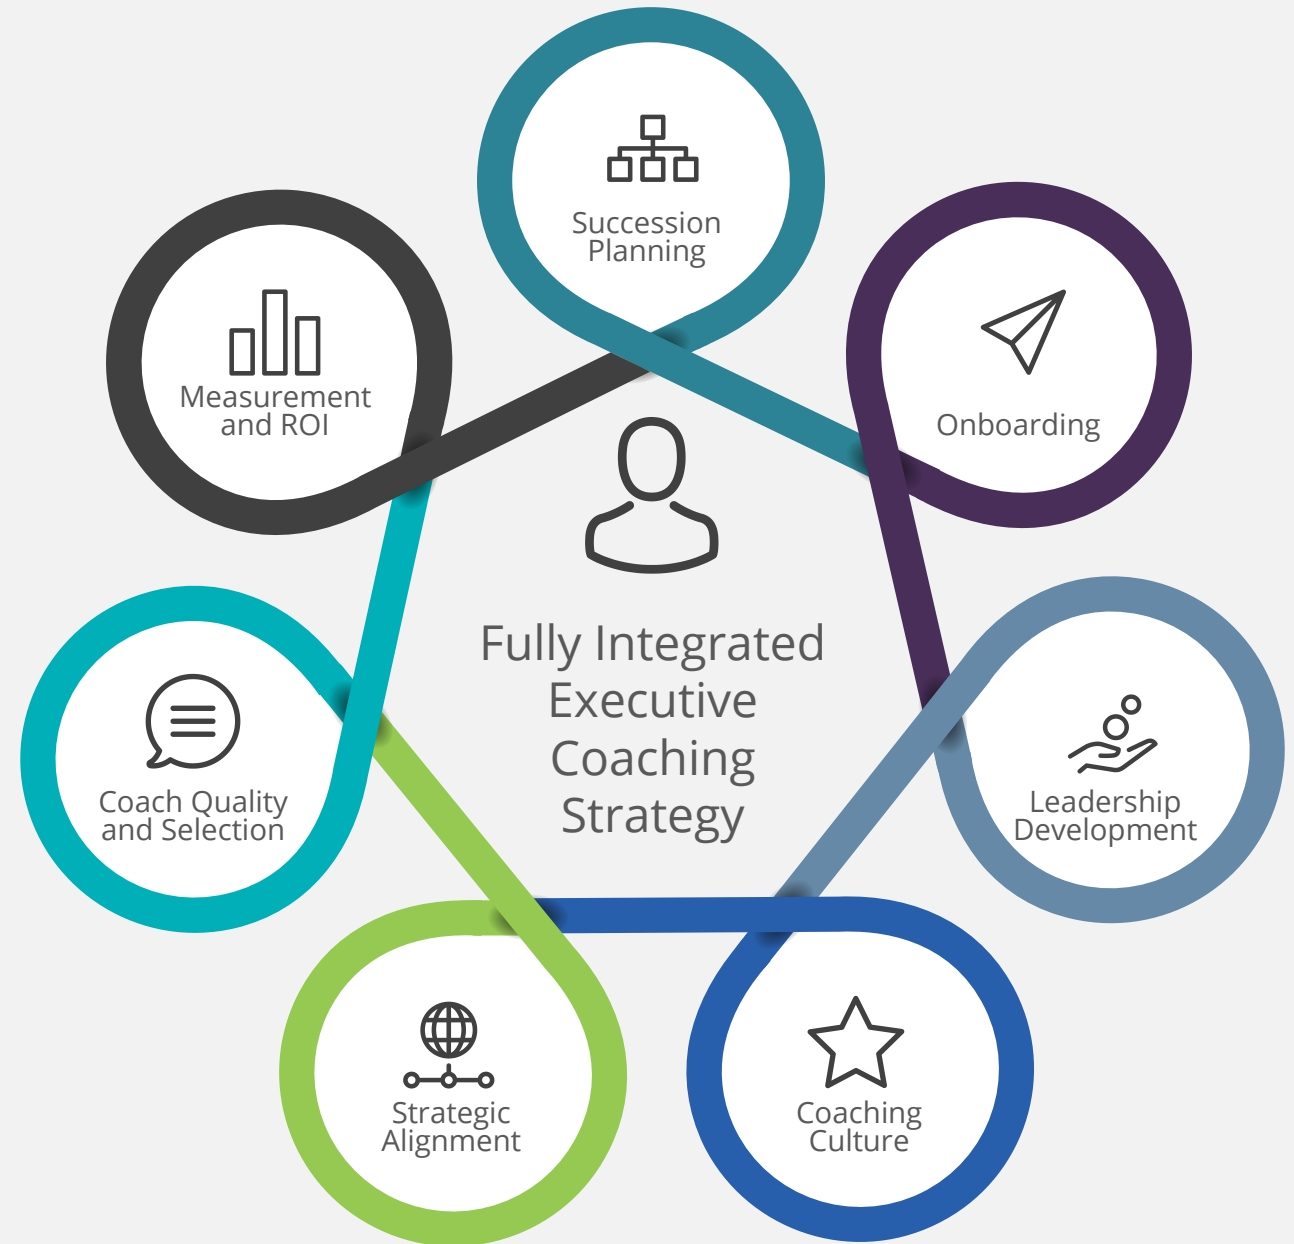 Succession
Planning
Onboarding
Leadership
Development
Coaching
Culture
Strategic
Alignment
Coach Quality
and Selection
Measurement
and ROI
Fully Integrated
Executive
Coaching
Strategy